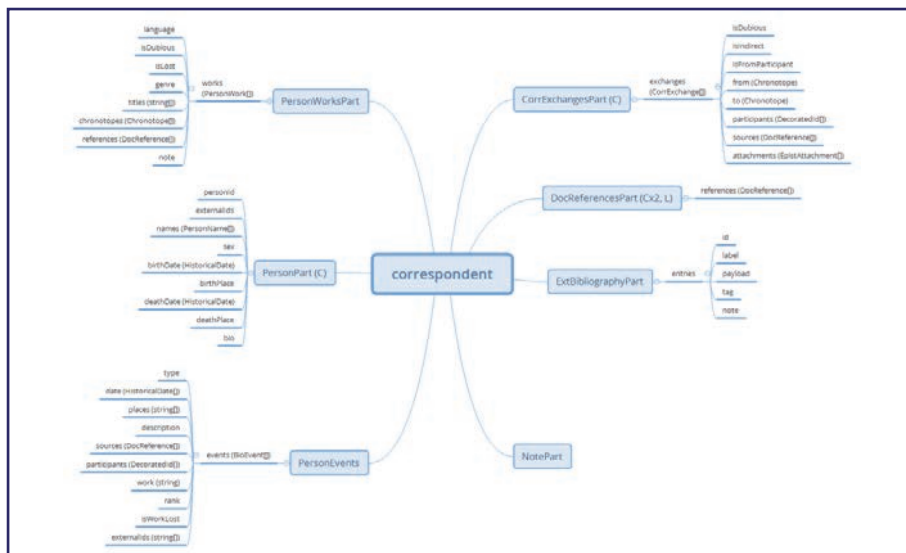 language
isDubious
isLost
genre
titles (string[])
chronotopes (Chronotope[])
references (DocReference[])
note
works
(PersonWork[])
PersonWorksPart
personId
externalIds
names (PersonName[])
sex
birthDate (HistoricalDate)
birthPlace
deathDate (HistoricalDate)
deathPlace
bio
PersonPart (C)
type
date (HistoricalDate[])
places (string[])
description
sources (DocReference[])
participants (DecoratedId[])
work (string)
rank
isWorkLost
externalIds (string[])
events (BioEvent[])
PersonEvents
correspondent
CorrExchangesPart (C)
exchanges
(CorrExchange[])
isDubious
isIndirect
isFromParticipant
from (Chronotope)
to (Chronotope)
participants (DecoratedId[])
sources (DocReference[])
attachments (EpistAttachment[])
DocReferencesPart (Cx2, L)
references (DocReference[])
ExtBibliographyPart
entries
id
label
payload
tag
note
NotePart